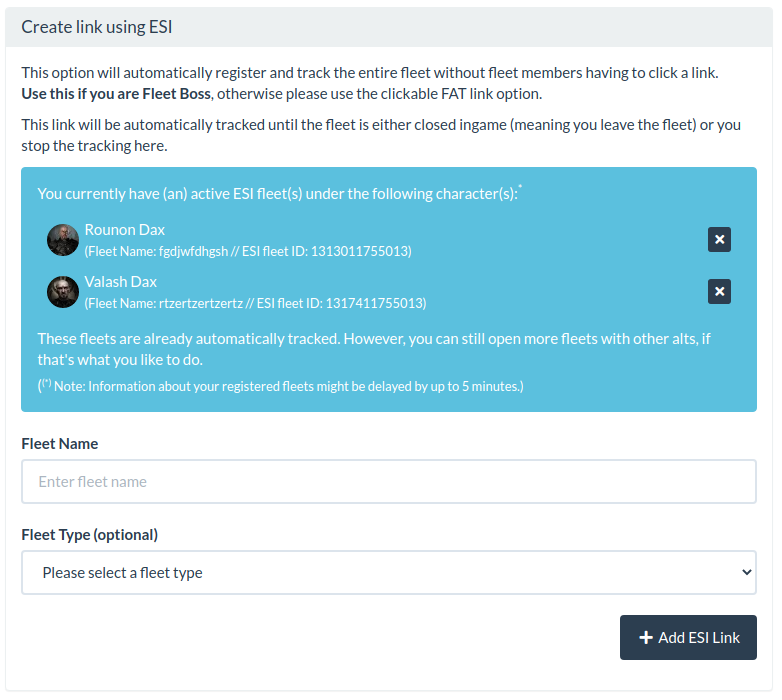 Create link using ESI
This option will automatically register and track the entire fleet without fleet members having to click a link.
Use this if you are Fleet Boss, otherwise please use the clickable FAT link option.
This link will be automatically tracked until the fleet is either closed ingame (meaning you leave the fleet) or you
stop the tracking here.
You currently have (an) active ESI fleet(s) under the following character(s):*
Rounon Dax
(Fleet Name: fgdjwfdhgsh // ESI fleet ID: 1313011755013)
Valash Dax
(Fleet Name: rtzertzertzertz // ESI fleet ID: 1317411755013)
These fleets are already automatically tracked. However, you can still open more fleets with other alts, if
that's what you like to do.
((*) Note: Information about your registered fleets might be delayed by up to 5 minutes.)
Fleet Name
Enter fleet name
Fleet Type (optional)
Please select a fleet type
Add ESI Link